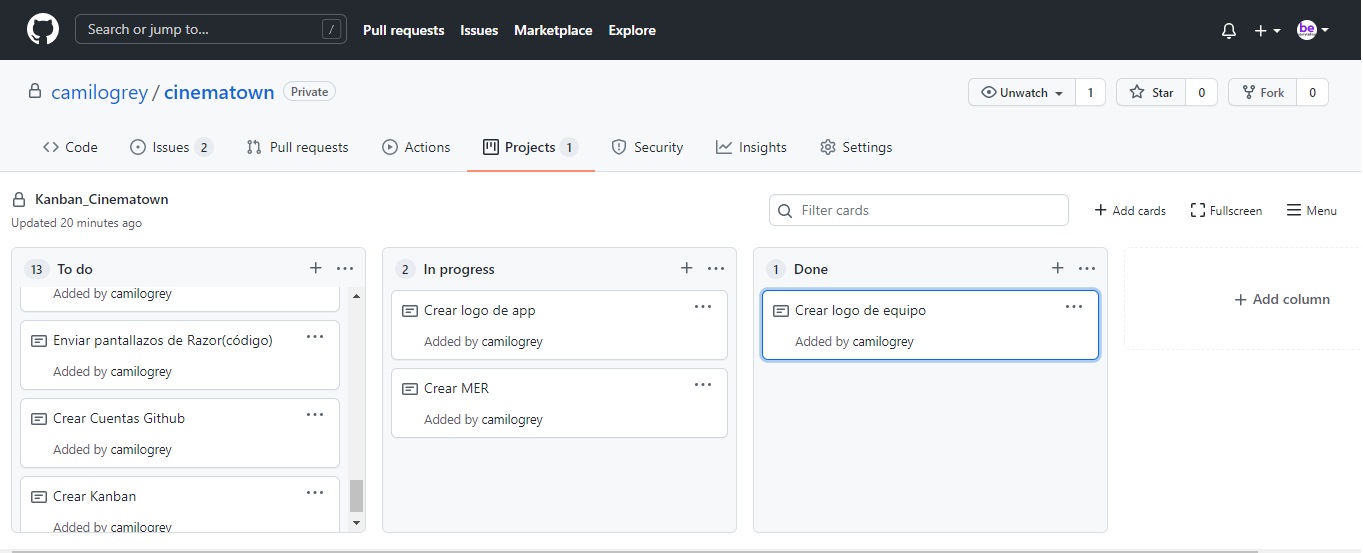 Search or jump to... /
Pull requests Issues Marketplace Explore
be
camilogrey / cinematown Private
Unwatch 1 Star 0 Fork 0
Code Issues 2 Pull requests Actions Projects 1 Security Insights Settings
Kanban_Cinematown
Updated 20 minutes ago
Filter cards
Add cards Fullscreen Menu
13 To do
Added by camilogrey
Enviar pantallazos de Razor(código)
Added by camilogrey
Crear Cuentas Github
Added by camilogrey
Crear Kanban
Added by camilogrey
2 In progress
Crear logo de app
Added by camilogrey
Crear MER
Added by camilogrey
1 Done
Crear logo de equipo
Added by camilogrey
Add column